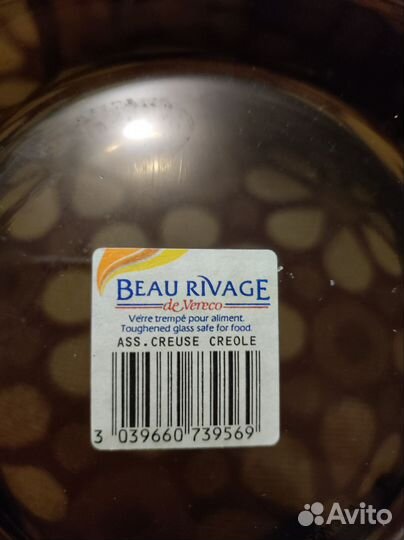 BEAU RIVAGE
de Vereco
Verre trempé pour aliment.
Toughened glass safe for food.
ASS.CREUSE CREOLE
3 039660 739569
Avito